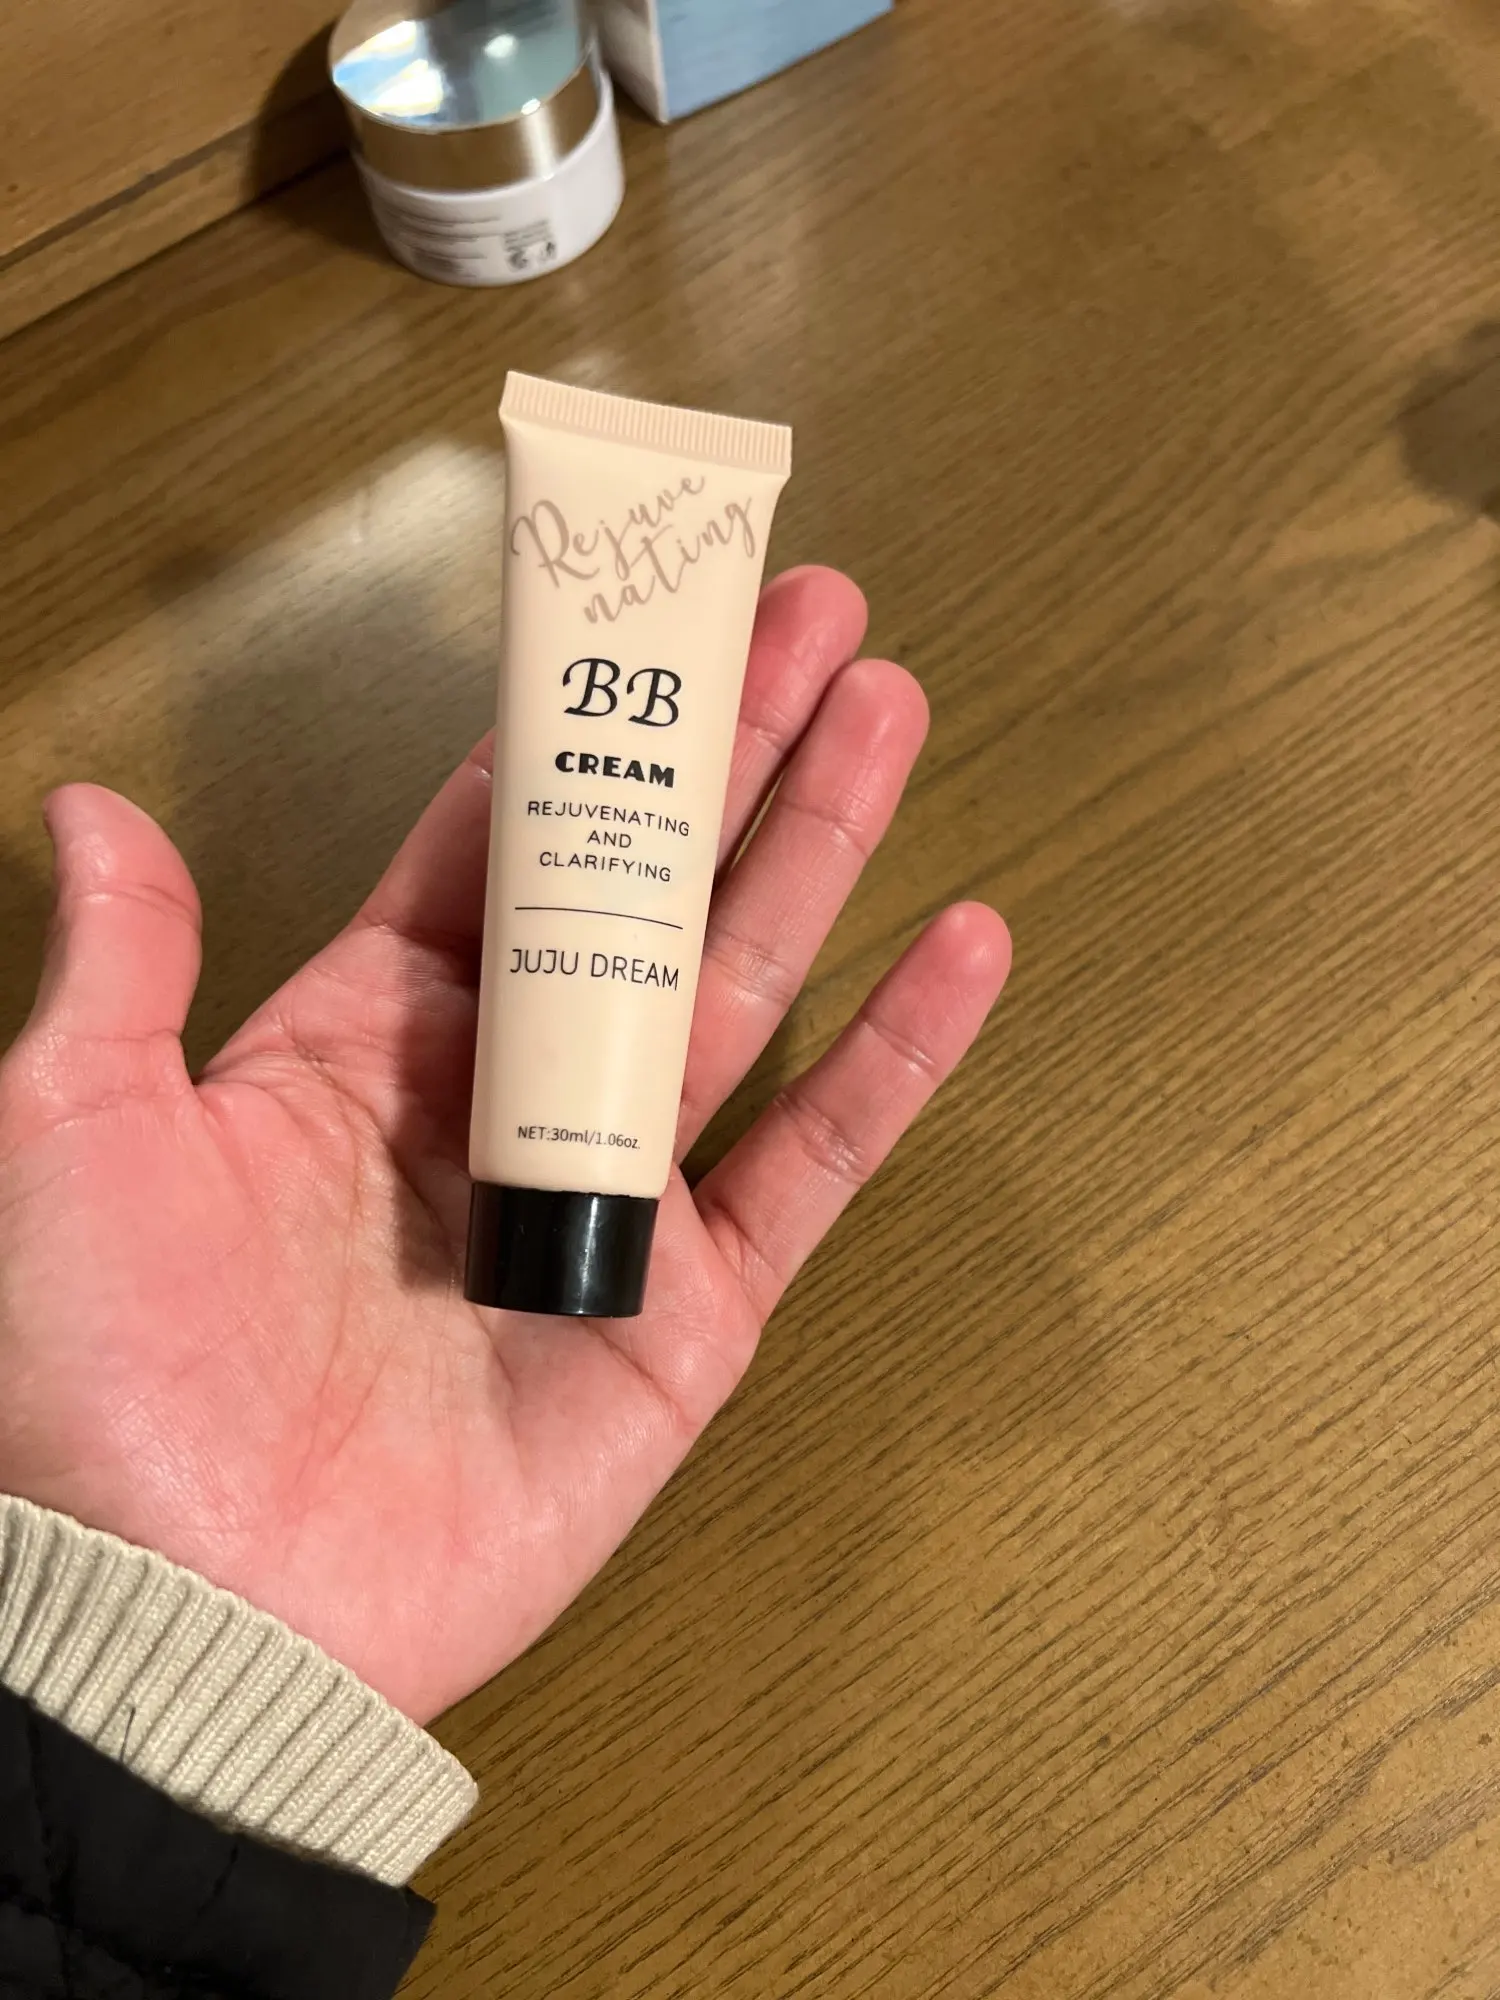 Rejuve
nating
BB
CREAM
REJUVENATING
AND
CLARIFYING
JUJU DREAM
NET:30ml/1.06oz.